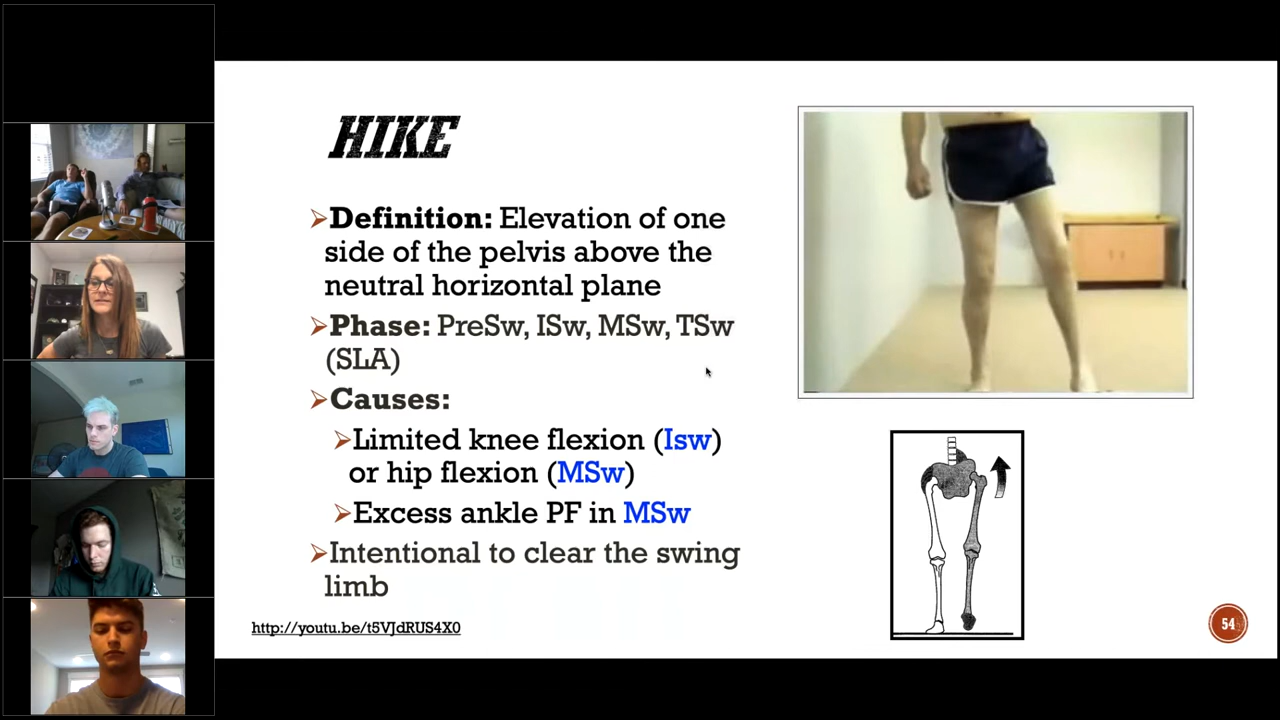 HIKE
➢Definition: Elevation of one
side of the pelvis above the
neutral horizontal plane
➢Phase: PreSw, ISw, MSw, TSw
(SLA)
➢Causes:
➢Limited knee flexion (Isw)
or hip flexion (MSw)
➢Excess ankle PF in MSw
➢Intentional to clear the swing
limb
http://youtu.be/t5VJdRUS4X0
54